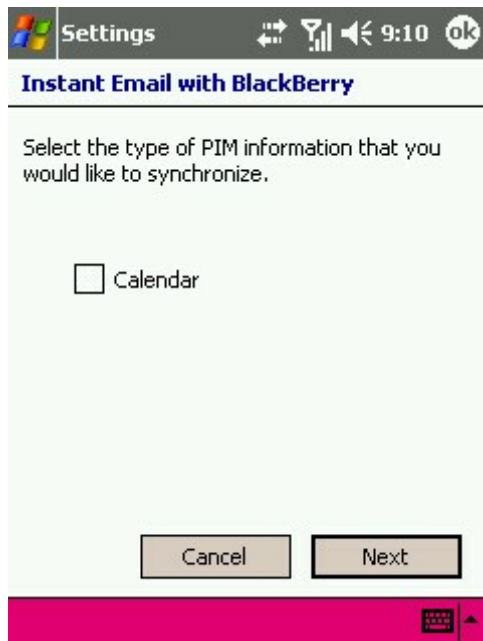 Settings 9:10 ok
Instant Email with BlackBerry
Select the type of PIM information that you
would like to synchronize.
Calendar
Cancel Next